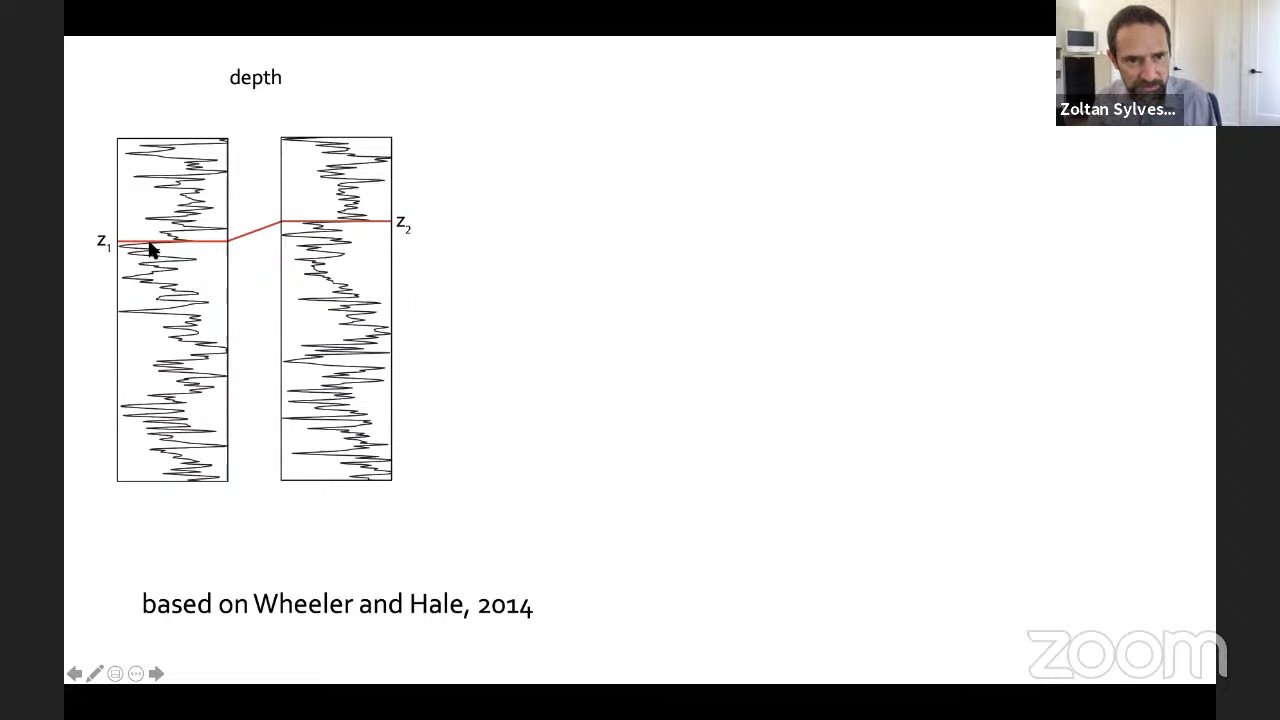 depth
Zoltan Sylves...
z2
z1
based on Wheeler and Hale, 2014
zoom